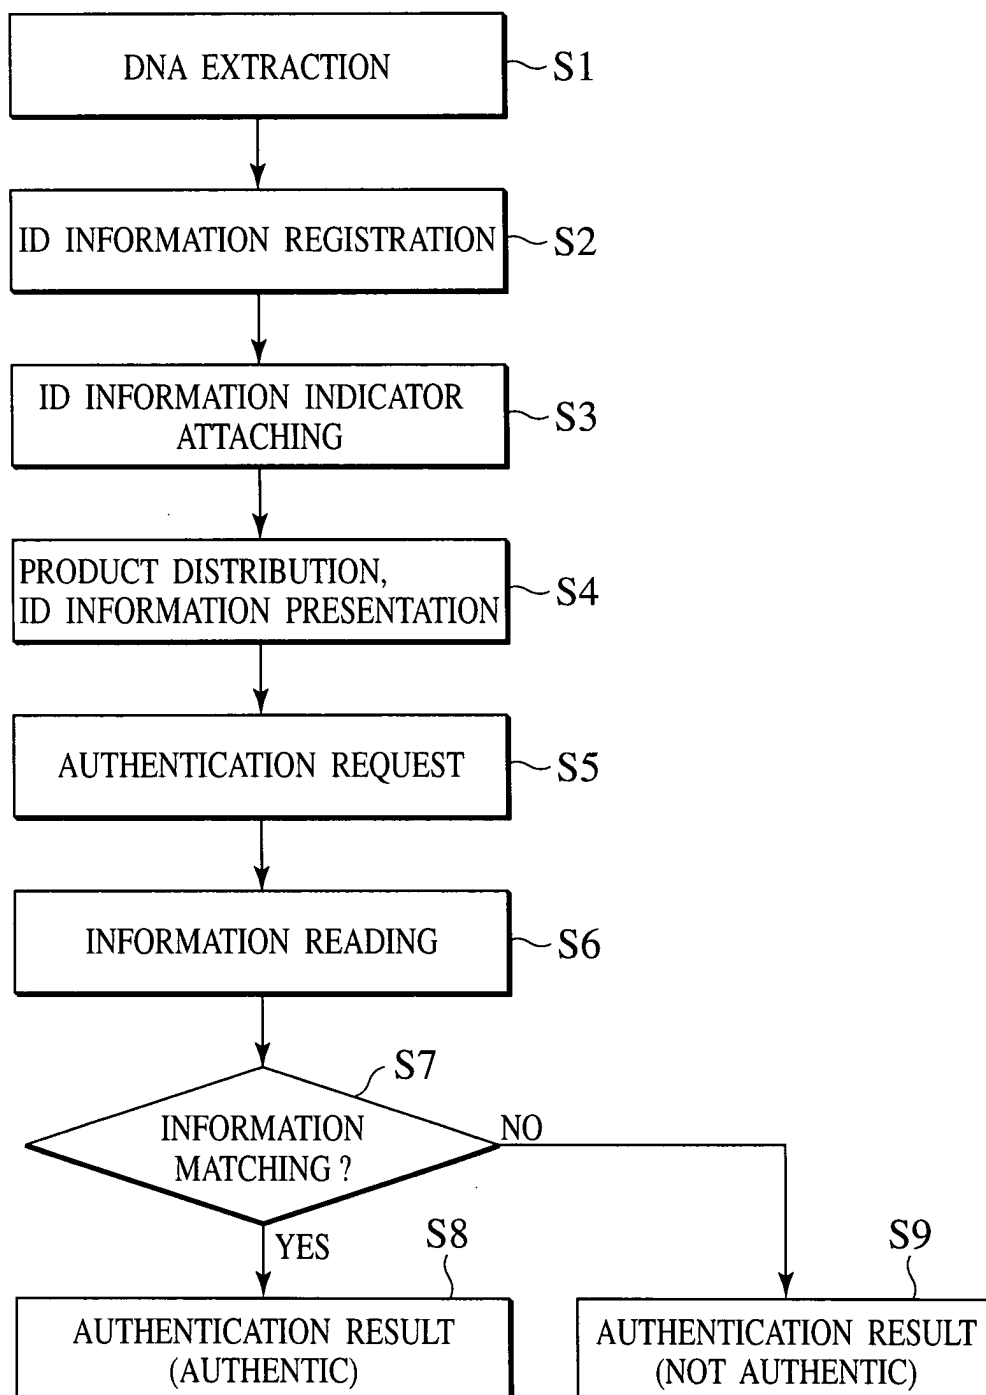 DNA EXTRACTION
S1
ID INFORMATION REGISTRATION
S2
ID INFORMATION INDICATOR
ATTACHING
S3
PRODUCT DISTRIBUTION,
ID INFORMATION PRESENTATION
S4
AUTHENTICATION REQUEST
S5
INFORMATION READING
S6
S7
INFORMATION
MATCHING ?
NO
YES
S8
S9
AUTHENTICATION RESULT
(AUTHENTIC)
AUTHENTICATION RESULT
(NOT AUTHENTIC)